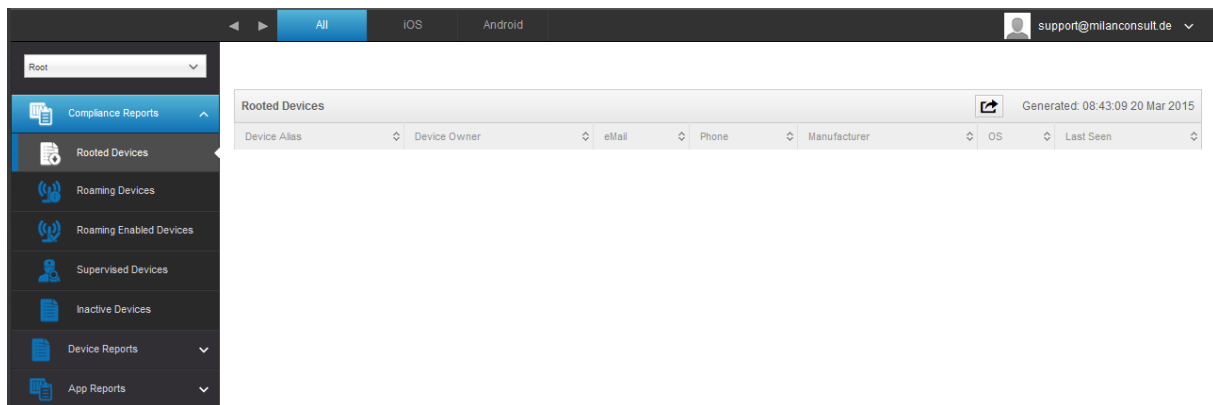 All iOS Android support@milanconsult.de
Root
Compliance Reports
Rooted Devices
Roaming Devices
Roaming Enabled Devices
Supervised Devices
Inactive Devices
Device Reports
App Reports
Rooted Devices Generated: 08:43:09 20 Mar 2015
Device Alias Device Owner eMail Phone Manufacturer OS Last Seen